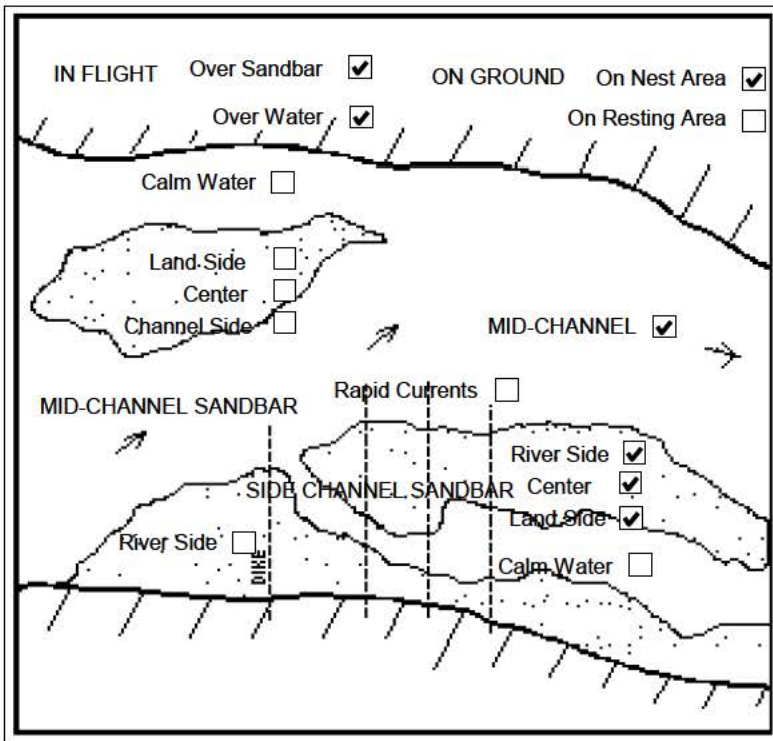 IN FLIGHT Over Sandbar ON GROUND On Nest Area
Over Water On Resting Area
Calm Water
Land Side
Center
Channel Side
MID-CHANNEL
Rapid Currents
MID-CHANNEL SANDBAR
River Side
SIDE CHANNEL SANDBAR Center
Land Side
River Side
DIKE
Calm Water